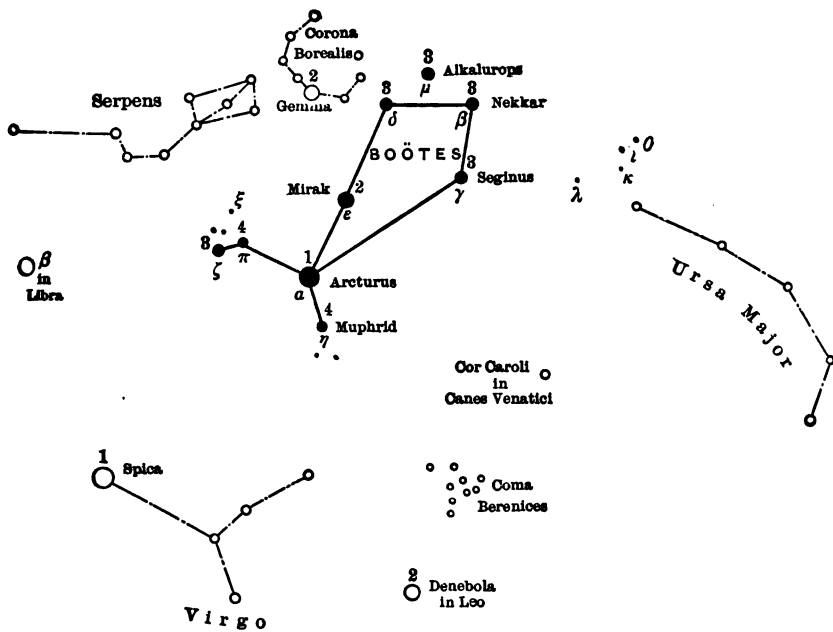 Corona
Borealis
2
Gemma
Serpens
3
Alkalurops
μ
3
δ
3
Nekkar
β
BOÖTES
3
Seginus
γ
Mirak
2
ε
ξ
4
π
3
ζ
1
Arcturus
α
4
Muphrid
η
β
in
Libra
λ
ι
O
κ
Ursa Major
Cor Caroli
in
Canes Venatici
1
Spica
Virgo
Coma
Berenices
2
Denebola
in Leo